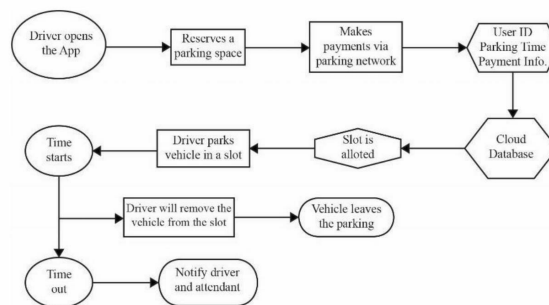 Driver opens
the App
Reserves a
parking space
Makes
payments via
parking network
User ID
Parking Time
Payment Info.
Time
starts
Driver parks
vehicle in a slot
Slot is
alloted
Cloud
Database
Driver will remove the
vehicle from the slot
Vehicle leaves
the parking
Time
out
Notify driver
and attendant